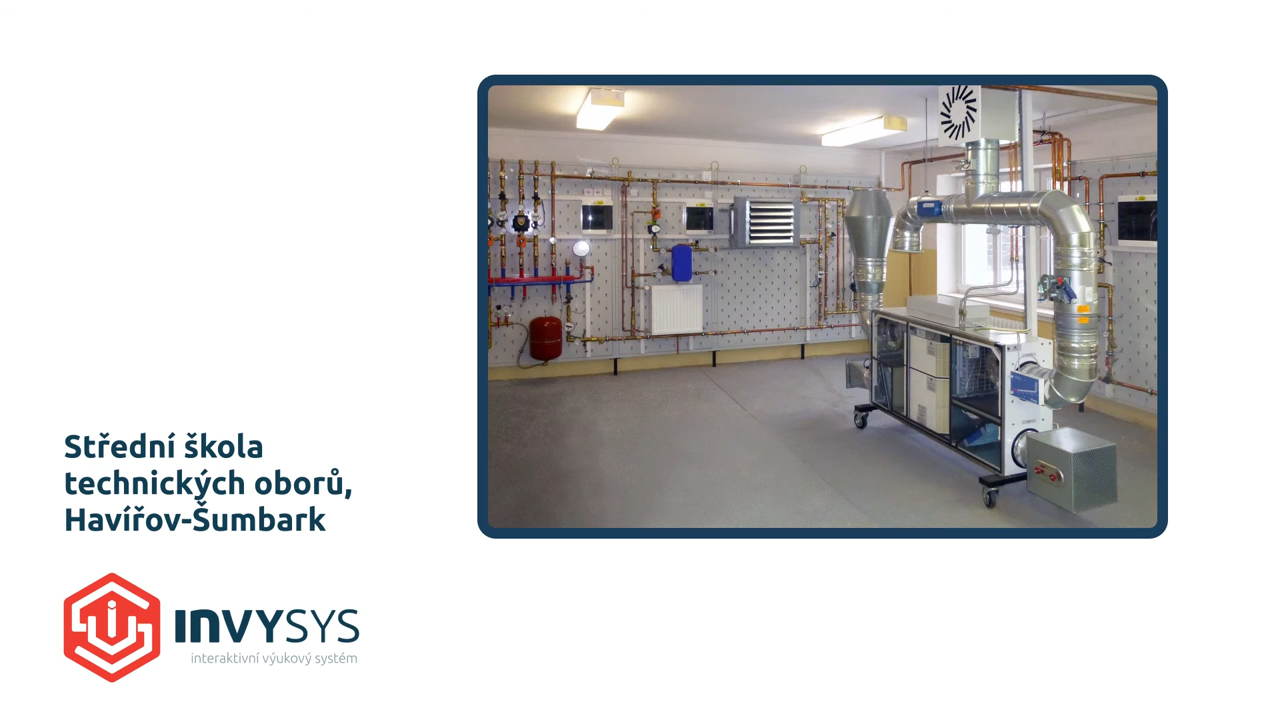 Střední škola
technických oborů,
Havířov-Šumbark
INVYSYS
interaktivní výukový systém